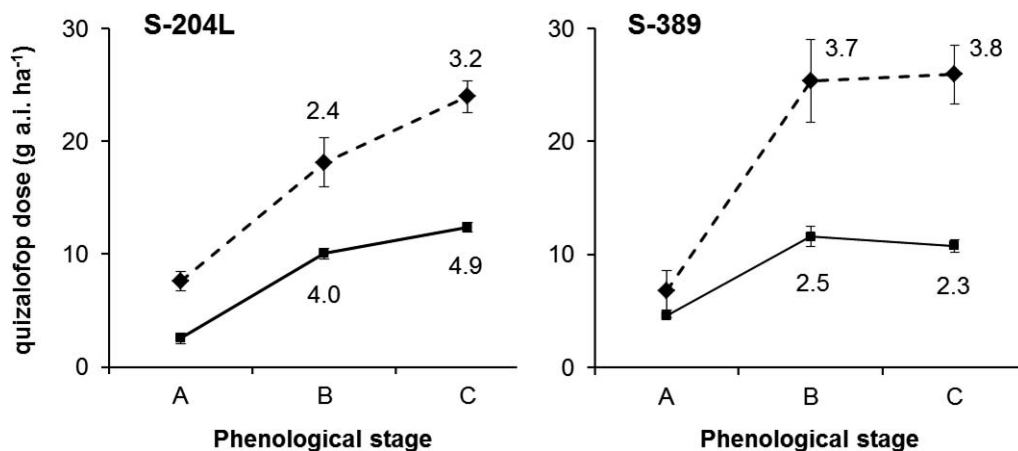 quizalofop dose (g a.i. ha⁻¹)
S-204L
30
20
10
0
3.2
2.4
4.0
4.9
A B C
Phenological stage
S-389
30
20
10
0
3.7
3.8
2.5
2.3
A B C
Phenological stage